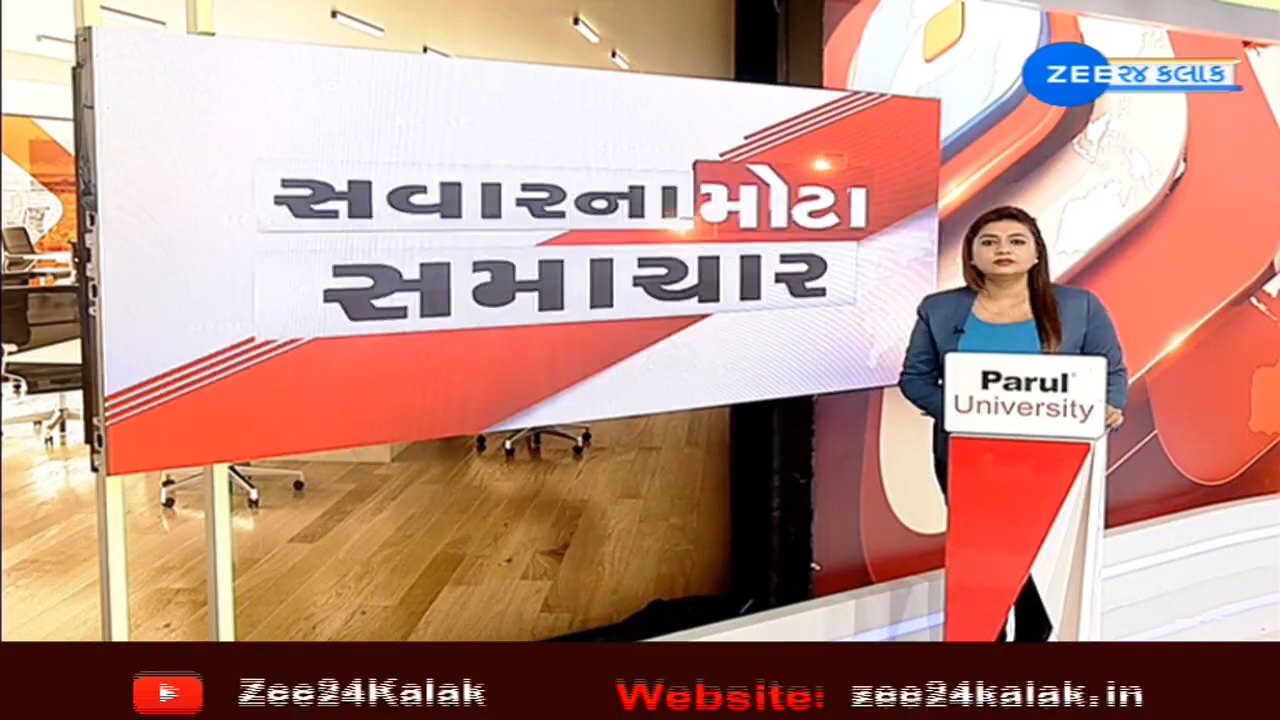 ZEE ૨૪ કલાક
સવારના મોટા
સમાચાર
Parul
University
Zee24Kalak
Website: zee24kalak.in